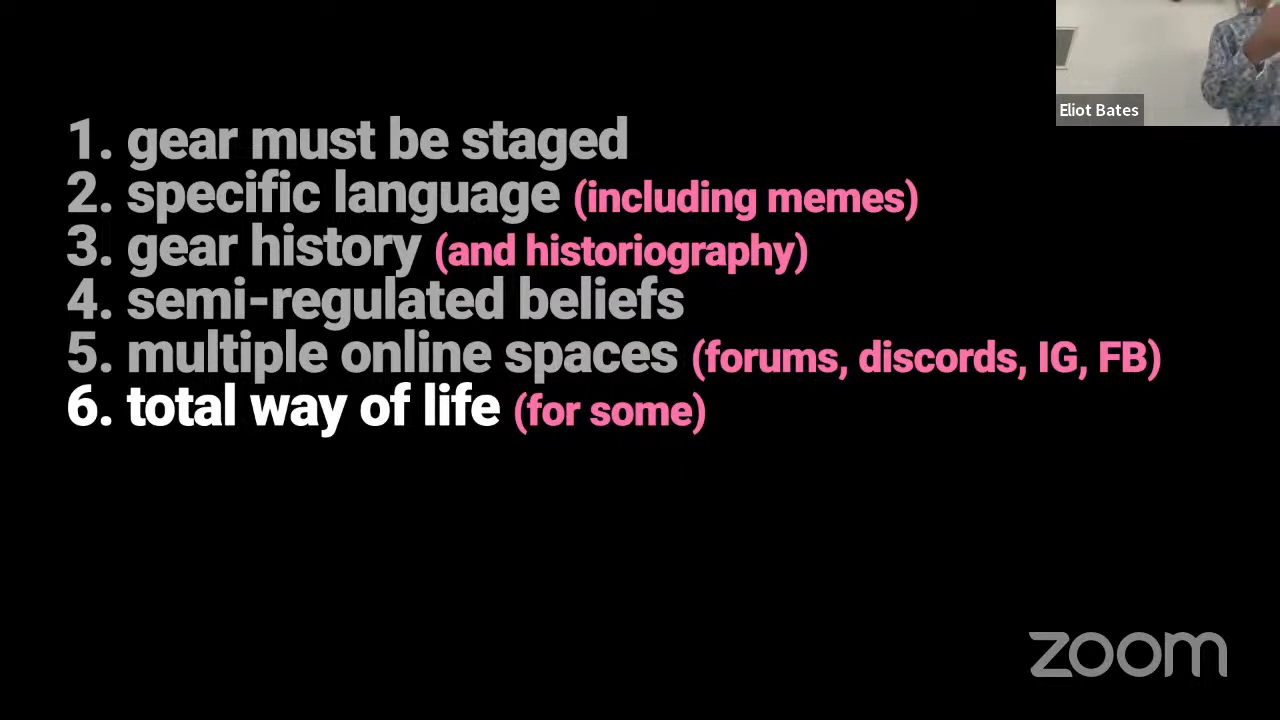 Eliot Bates
1. gear must be staged
2. specific language (including memes)
3. gear history (and historiography)
4. semi-regulated beliefs
5. multiple online spaces (forums, discords, IG, FB)
6. total way of life (for some)
zoom